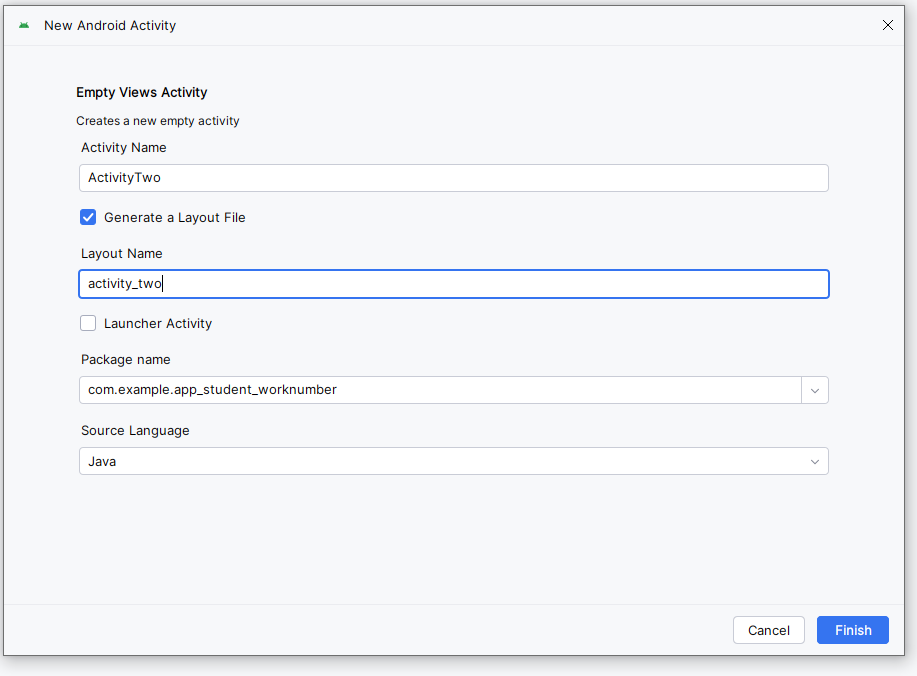 New Android Activity
Empty Views Activity
Creates a new empty activity
Activity Name
ActivityTwo
Generate a Layout File
Layout Name
activity_two
Launcher Activity
Package name
com.example.app_student_worknumber
Source Language
Java
Cancel
Finish